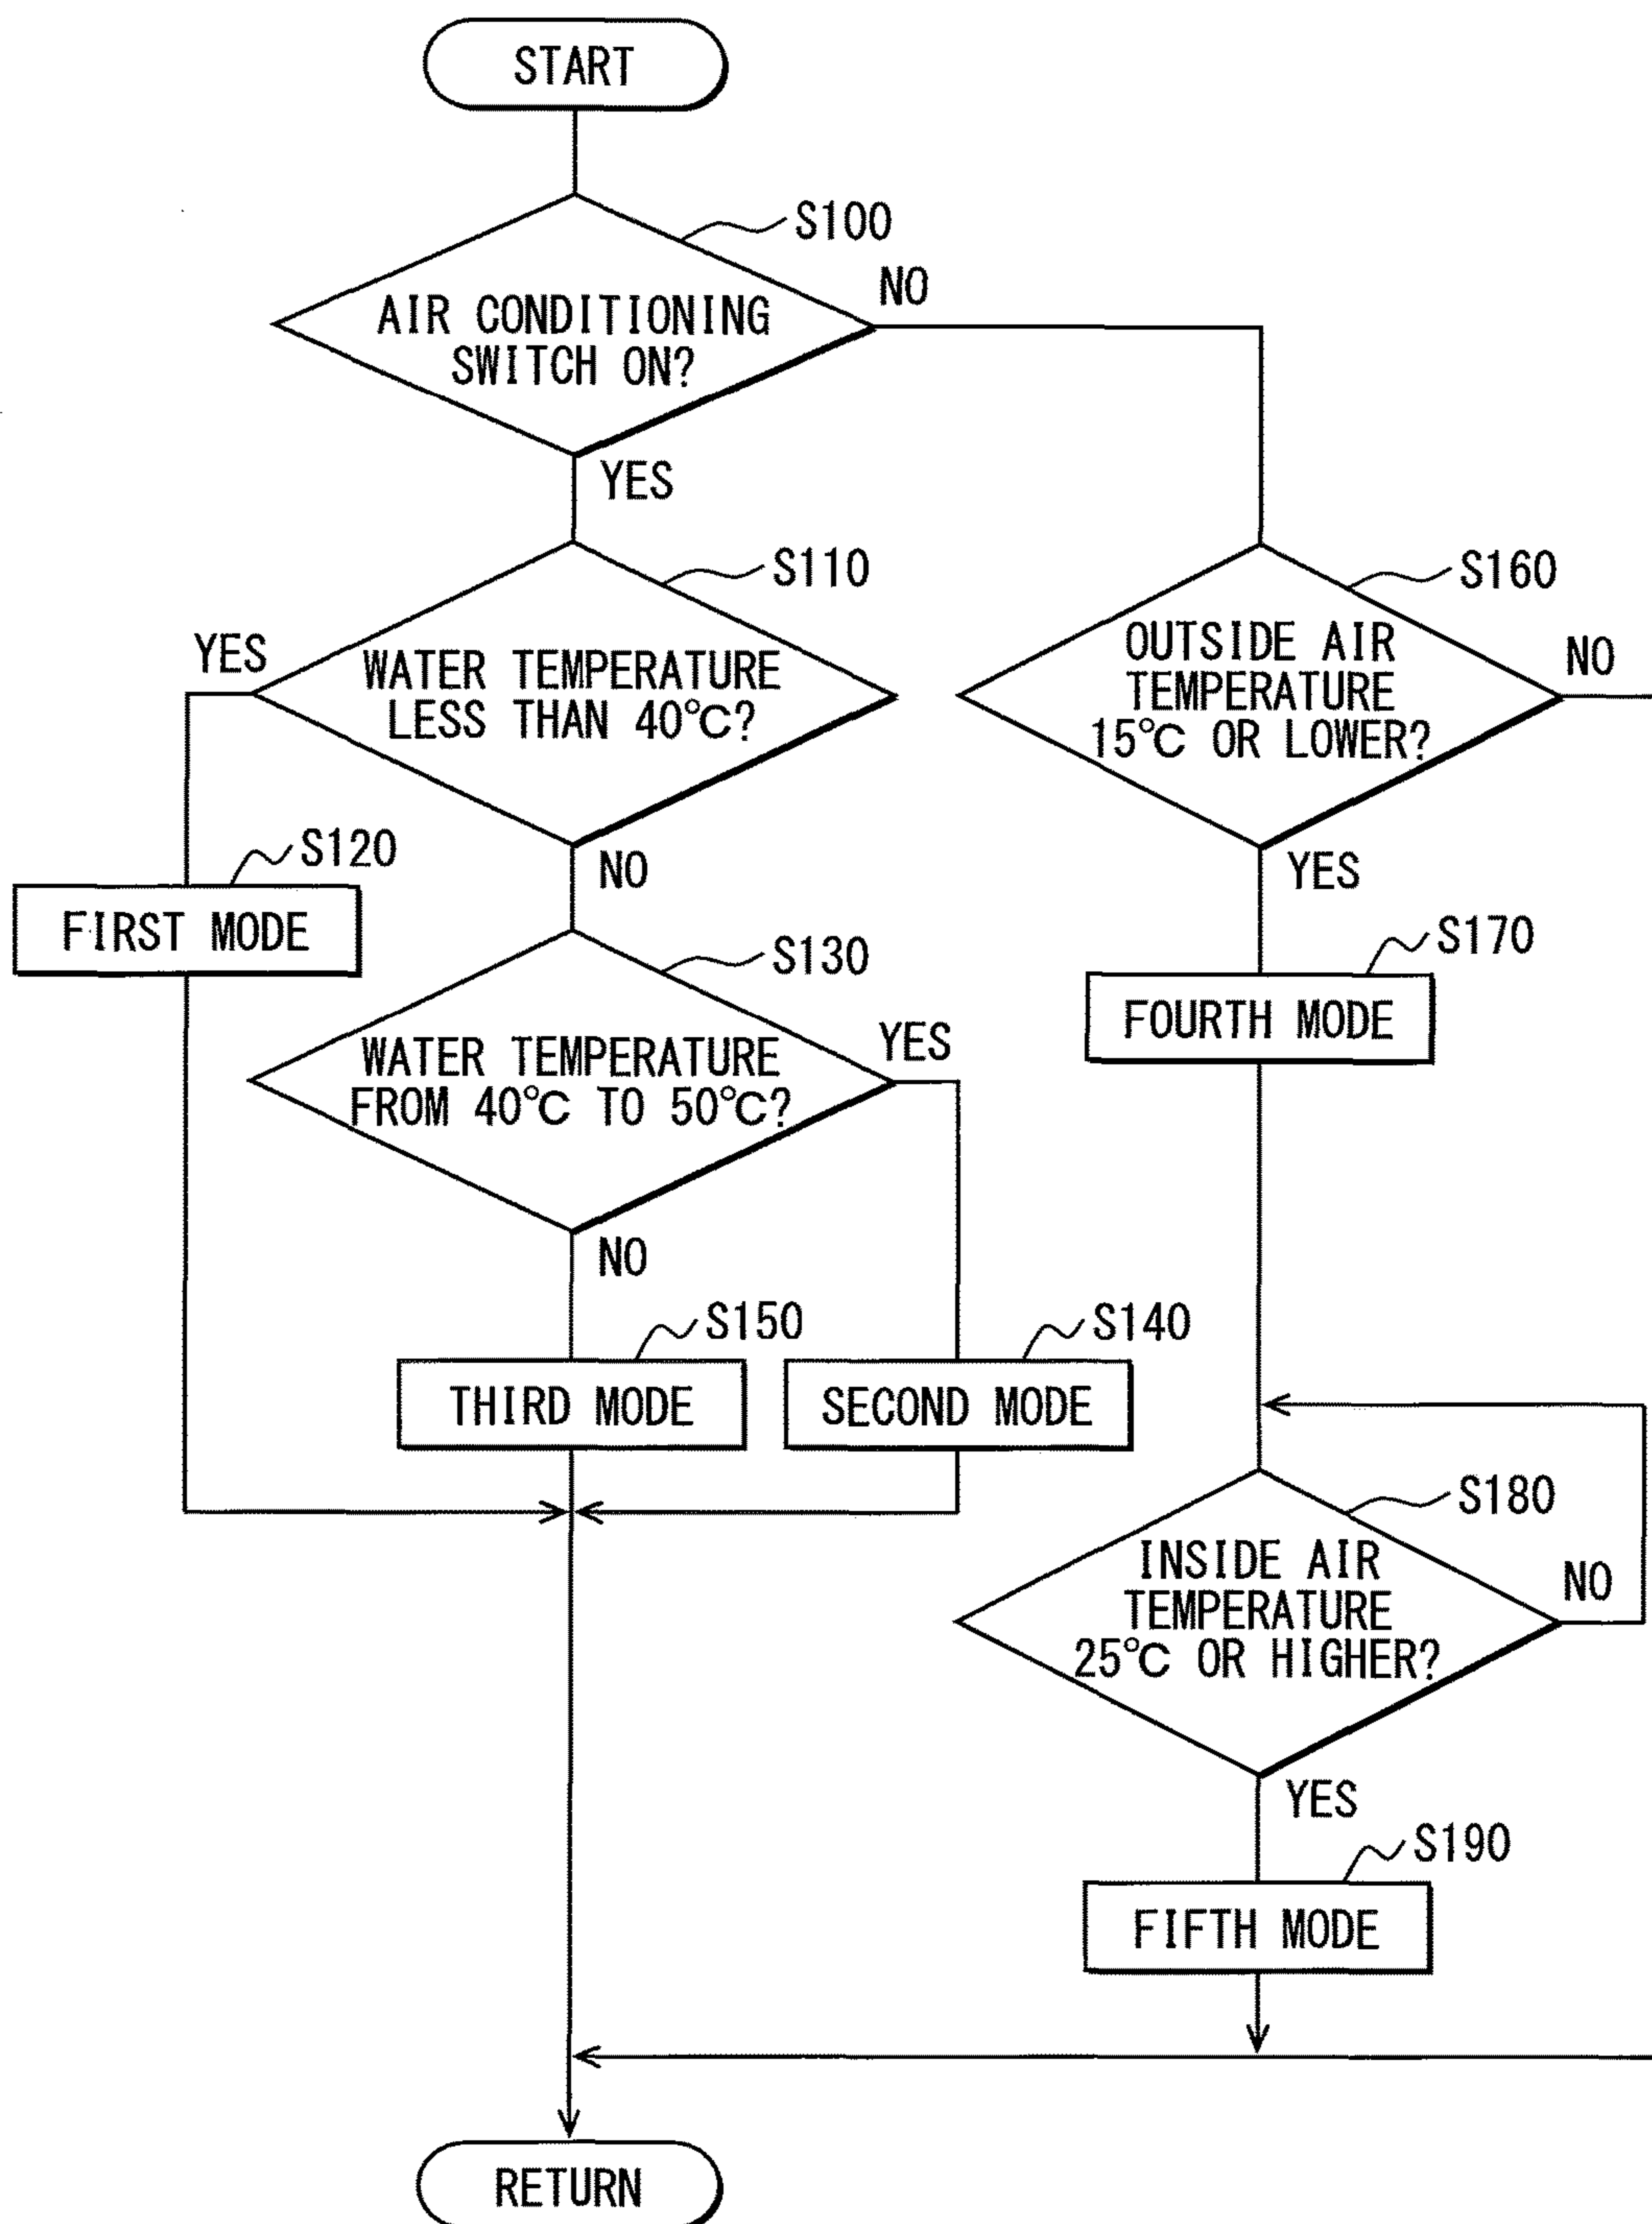 START
S100
AIR CONDITIONING
SWITCH ON?
NO
YES
S110
WATER TEMPERATURE
LESS THAN 40℃?
YES
NO
S120
FIRST MODE
S130
WATER TEMPERATURE
FROM 40℃ TO 50℃?
YES
NO
S150
THIRD MODE
S140
SECOND MODE
S160
OUTSIDE AIR
TEMPERATURE
15℃ OR LOWER?
NO
YES
S170
FOURTH MODE
S180
INSIDE AIR
TEMPERATURE
25℃ OR HIGHER?
NO
YES
S190
FIFTH MODE
RETURN